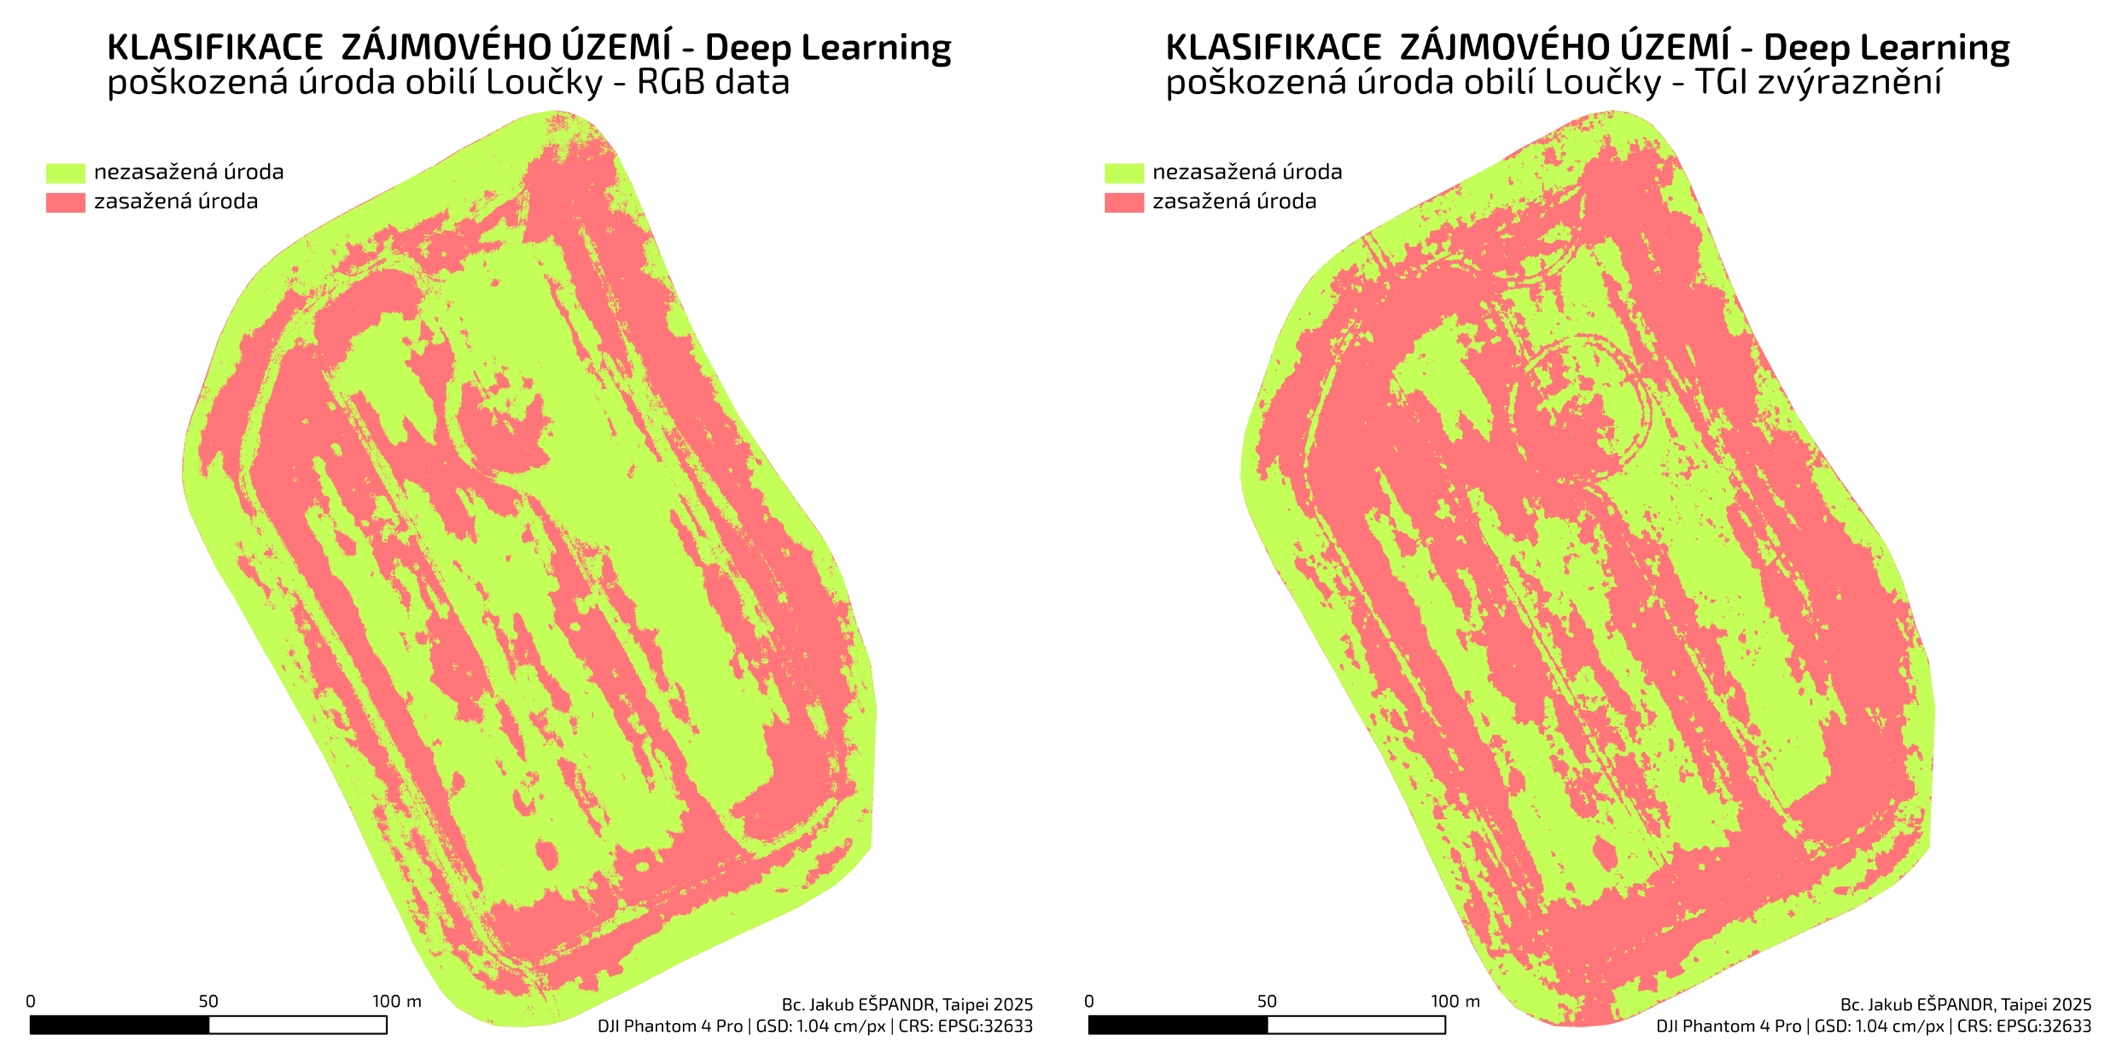 KLASIFIKACE ZÁJMOVÉHO ÚZEMÍ - Deep Learning
poškozená úroda obilí Loučky - RGB data
nezasažená úroda
zasažená úroda
0 50 100 m
Bc. Jakub EŠPANDR, Taipei 2025
DJI Phantom 4 Pro | GSD: 1.04 cm/px | CRS: EPSG:32633
KLASIFIKACE ZÁJMOVÉHO ÚZEMÍ - Deep Learning
poškozená úroda obilí Loučky - TGI zvýraznění
nezasažená úroda
zasažená úroda
0 50 100 m
Bc. Jakub EŠPANDR, Taipei 2025
DJI Phantom 4 Pro | GSD: 1.04 cm/px | CRS: EPSG:32633